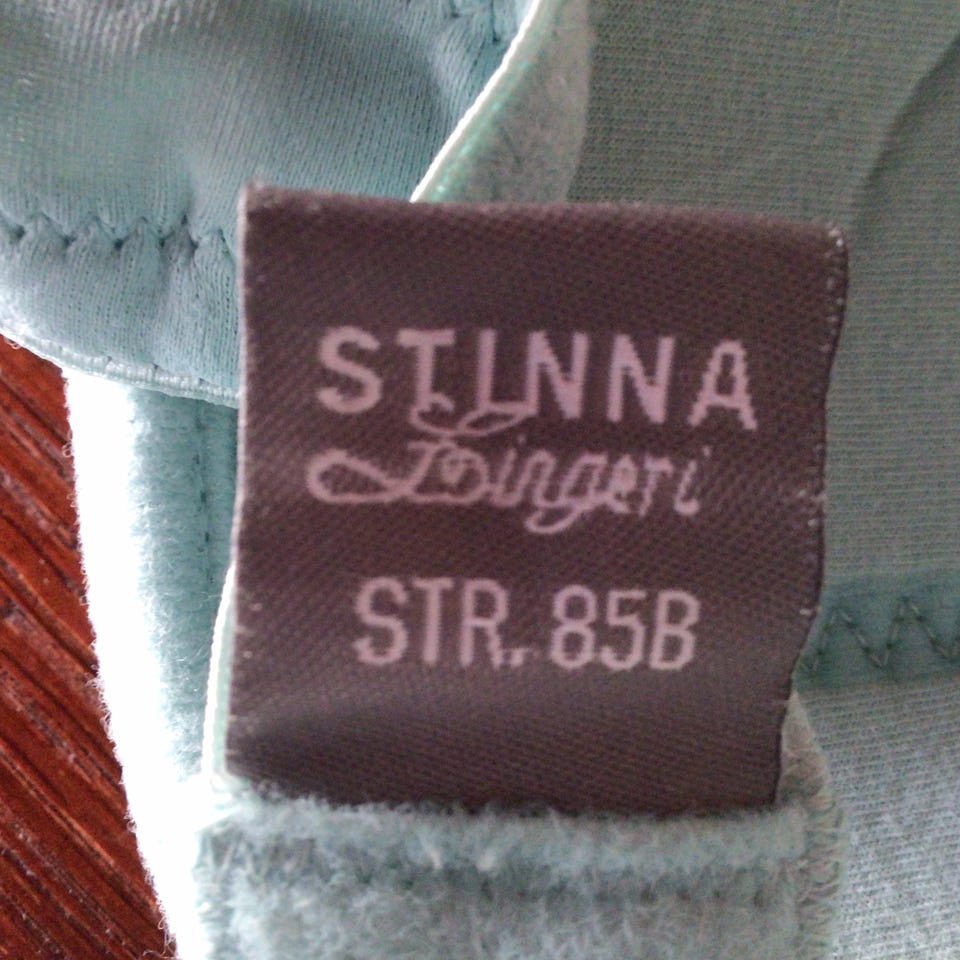 STINNA
Lingeri
STR. 85B